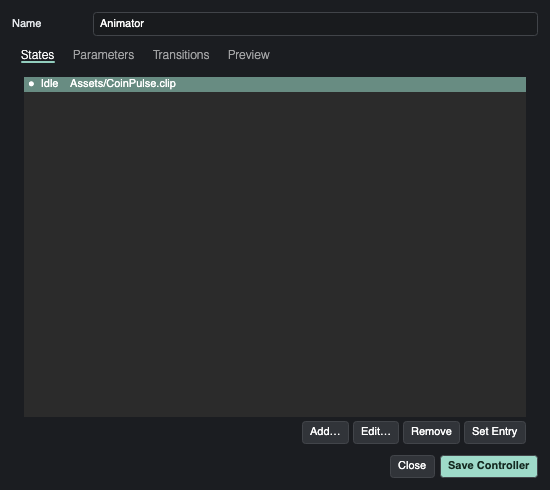 Name Animator
States Parameters Transitions Preview
Idle Assets/CoinPulse.clip
Add... Edit... Remove Set Entry
Close Save Controller